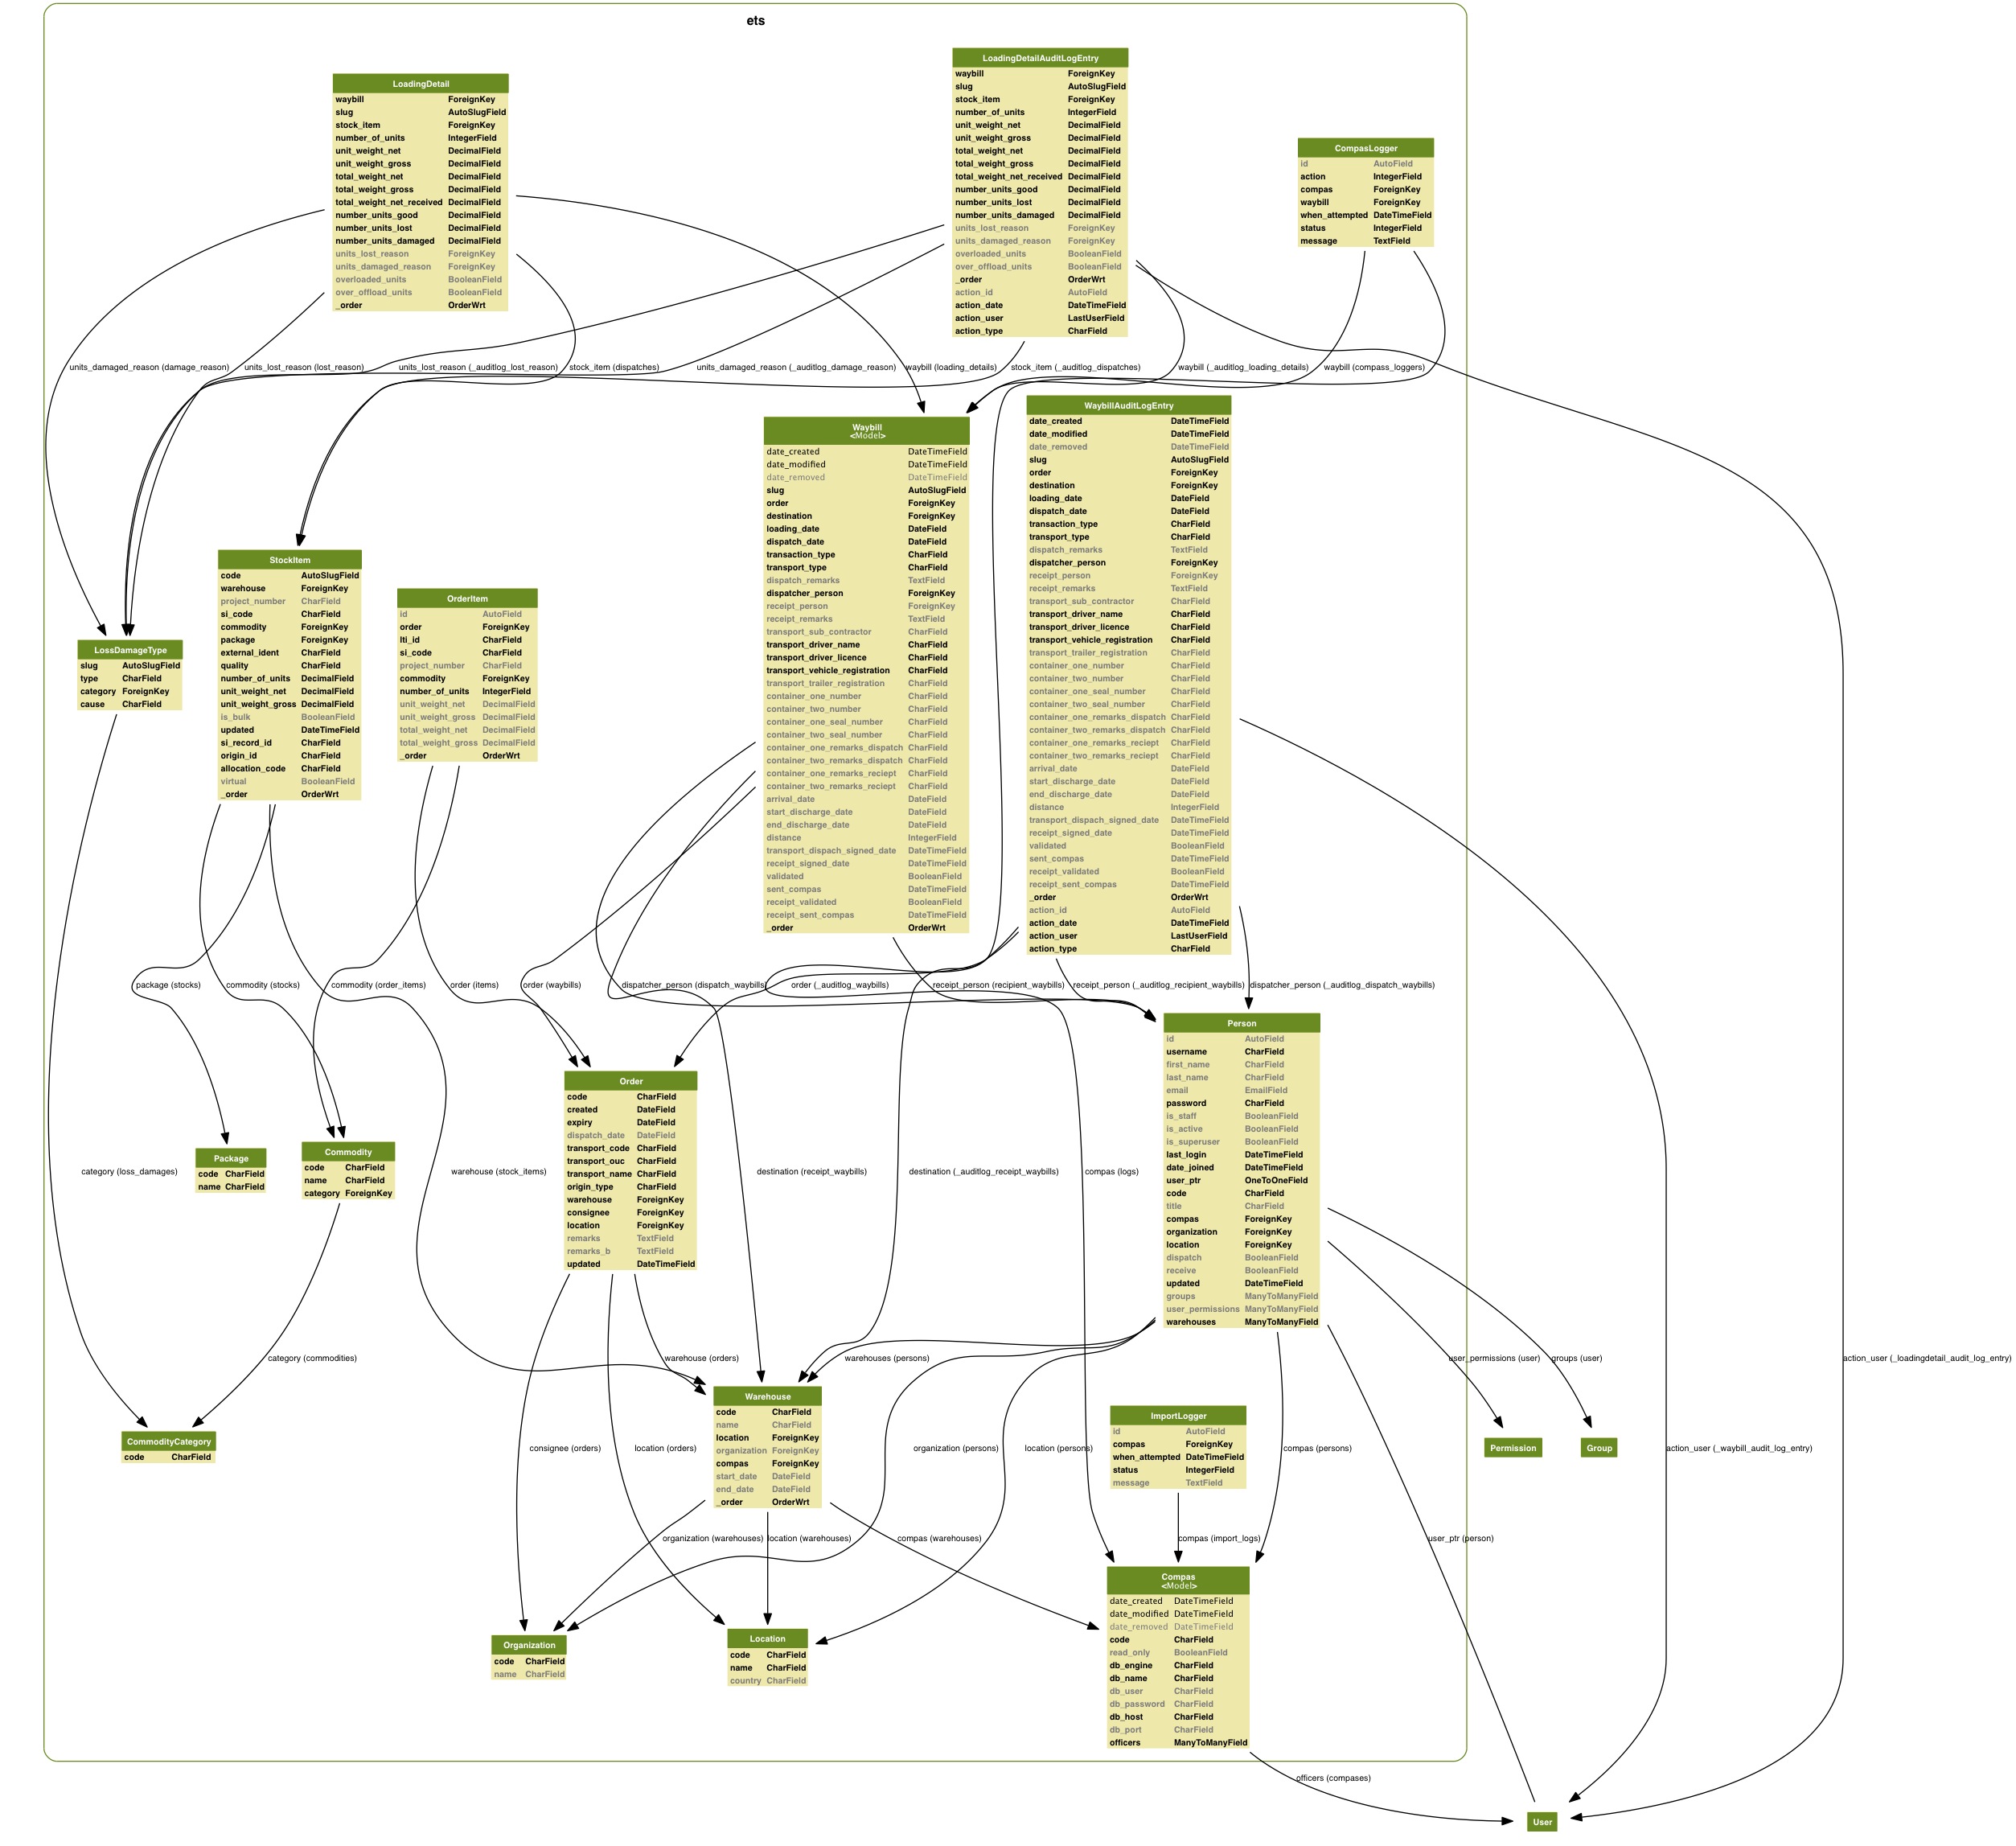 ets
LoadingDetail
waybill ForeignKey
slug AutoSlugField
stock_item ForeignKey
number_of_units IntegerField
unit_weight_net DecimalField
unit_weight_gross DecimalField
total_weight_net DecimalField
total_weight_gross DecimalField
total_weight_net_received DecimalField
number_units_good DecimalField
number_units_lost DecimalField
number_units_damaged DecimalField
units_lost_reason ForeignKey
units_damaged_reason ForeignKey
overloaded_units BooleanField
over_offload_units BooleanField
_order OrderWrt
LoadingDetailAuditLogEntry
waybill ForeignKey
slug AutoSlugField
stock_item ForeignKey
number_of_units IntegerField
unit_weight_net DecimalField
unit_weight_gross DecimalField
total_weight_net DecimalField
total_weight_gross DecimalField
total_weight_net_received DecimalField
number_units_good DecimalField
number_units_lost DecimalField
number_units_damaged DecimalField
units_lost_reason ForeignKey
units_damaged_reason ForeignKey
overloaded_units BooleanField
over_offload_units BooleanField
_order OrderWrt
action_id AutoField
action_date DateTimeField
action_user LastUserField
action_type CharField
CompasLogger
id AutoField
action IntegerField
compas ForeignKey
waybill ForeignKey
when_attempted DateTimeField
status IntegerField
message TextField
units_damaged_reason (damage_reason)
units_lost_reason (lost_reason)
units_lost_reason (_auditlog_lost_reason)
stock_item (dispatches)
units_damaged_reason (_auditlog_damage_reason)
waybill (loading_details)
stock_item (_auditlog_dispatches)
waybill (_auditlog_loading_details)
waybill (compass_loggers)
Waybill
<Model>
date_created DateTimeField
date_modified DateTimeField
date_removed DateTimeField
slug AutoSlugField
order ForeignKey
destination ForeignKey
loading_date DateField
dispatch_date DateField
transaction_type CharField
transport_type CharField
dispatch_remarks TextField
dispatcher_person ForeignKey
receipt_person ForeignKey
receipt_remarks TextField
transport_sub_contractor CharField
transport_driver_name CharField
transport_driver_licence CharField
transport_vehicle_registration CharField
transport_trailer_registration CharField
container_one_number CharField
container_two_number CharField
container_one_seal_number CharField
container_two_seal_number CharField
container_one_remarks_dispatch CharField
container_two_remarks_dispatch CharField
container_one_remarks_reciept CharField
container_two_remarks_reciept CharField
arrival_date DateField
start_discharge_date DateField
end_discharge_date DateField
distance IntegerField
transport_dispach_signed_date DateTimeField
receipt_signed_date DateTimeField
validated BooleanField
sent_compas DateTimeField
receipt_validated BooleanField
receipt_sent_compas DateTimeField
_order OrderWrt
WaybillAuditLogEntry
date_created DateTimeField
date_modified DateTimeField
date_removed DateTimeField
slug AutoSlugField
order ForeignKey
destination ForeignKey
loading_date DateField
dispatch_date DateField
transaction_type CharField
transport_type CharField
dispatch_remarks TextField
dispatcher_person ForeignKey
receipt_person ForeignKey
receipt_remarks TextField
transport_sub_contractor CharField
transport_driver_name CharField
transport_driver_licence CharField
transport_vehicle_registration CharField
transport_trailer_registration CharField
container_one_number CharField
container_two_number CharField
container_one_seal_number CharField
container_two_seal_number CharField
container_one_remarks_dispatch CharField
container_two_remarks_dispatch CharField
container_one_remarks_reciept CharField
container_two_remarks_reciept CharField
arrival_date DateField
start_discharge_date DateField
end_discharge_date DateField
distance IntegerField
transport_dispach_signed_date DateTimeField
receipt_signed_date DateTimeField
validated BooleanField
sent_compas DateTimeField
receipt_validated BooleanField
receipt_sent_compas DateTimeField
_order OrderWrt
action_id AutoField
action_date DateTimeField
action_user LastUserField
action_type CharField
StockItem
code AutoSlugField
warehouse ForeignKey
project_number CharField
si_code CharField
commodity ForeignKey
package ForeignKey
external_ident CharField
quality CharField
number_of_units DecimalField
unit_weight_net DecimalField
unit_weight_gross DecimalField
is_bulk BooleanField
updated DateTimeField
si_record_id CharField
origin_id CharField
allocation_code CharField
virtual BooleanField
_order OrderWrt
OrderItem
id AutoField
order ForeignKey
lti_id CharField
si_code CharField
project_number CharField
commodity ForeignKey
number_of_units IntegerField
unit_weight_net DecimalField
unit_weight_gross DecimalField
total_weight_net DecimalField
total_weight_gross DecimalField
_order OrderWrt
LossDamageType
slug AutoSlugField
type CharField
category ForeignKey
cause CharField
package (stocks)
commodity (stocks)
commodity (order_items)
order (items)
order (waybills)
dispatcher_person (dispatch_waybills)
order (_auditlog_waybills)
receipt_person (recipient_waybills)
receipt_person (_auditlog_recipient_waybills)
dispatcher_person (_auditlog_dispatch_waybills)
Person
id AutoField
username CharField
first_name CharField
last_name CharField
email EmailField
password CharField
is_staff BooleanField
is_active BooleanField
is_superuser BooleanField
last_login DateTimeField
date_joined DateTimeField
user_ptr OneToOneField
code CharField
title CharField
compas ForeignKey
organization ForeignKey
location ForeignKey
dispatch BooleanField
receive BooleanField
updated DateTimeField
groups ManyToManyField
user_permissions ManyToManyField
warehouses ManyToManyField
Order
code CharField
created DateField
expiry DateField
dispatch_date DateField
transport_code CharField
transport_ouc CharField
transport_name CharField
origin_type CharField
warehouse ForeignKey
consignee ForeignKey
location ForeignKey
remarks TextField
remarks_b TextField
updated DateTimeField
Package
code CharField
name CharField
Commodity
code CharField
name CharField
category ForeignKey
category (loss_damages)
warehouse (stock_items)
destination (receipt_waybills)
destination (_auditlog_receipt_waybills)
compas (logs)
category (commodities)
warehouse (orders)
warehouses (persons)
user_permissions (user)
groups (user)
action_user (_loadingdetail_audit_log_entry)
Warehouse
code CharField
name CharField
location ForeignKey
organization ForeignKey
compas ForeignKey
start_date DateField
end_date DateField
_order OrderWrt
ImportLogger
id AutoField
compas ForeignKey
when_attempted DateTimeField
status IntegerField
message TextField
CommodityCategory
code CharField
consignee (orders)
location (orders)
organization (persons)
location (persons)
compas (persons)
Permission
Group
action_user (_waybill_audit_log_entry)
organization (warehouses)
location (warehouses)
compas (warehouses)
compas (import_logs)
user_ptr (person)
Compas
<Model>
date_created DateTimeField
date_modified DateTimeField
date_removed DateTimeField
code CharField
read_only BooleanField
db_engine CharField
db_name CharField
db_user CharField
db_password CharField
db_host CharField
db_port CharField
officers ManyToManyField
Organization
code CharField
name CharField
Location
code CharField
name CharField
country CharField
officers (compases)
User